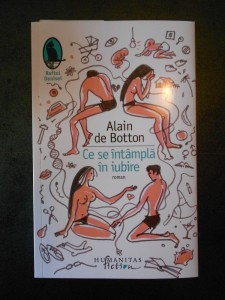 Raftul
Denisei
Alain
de Botton
Ce se întâmplă
în iubire
roman
HUMANITAS
fiction